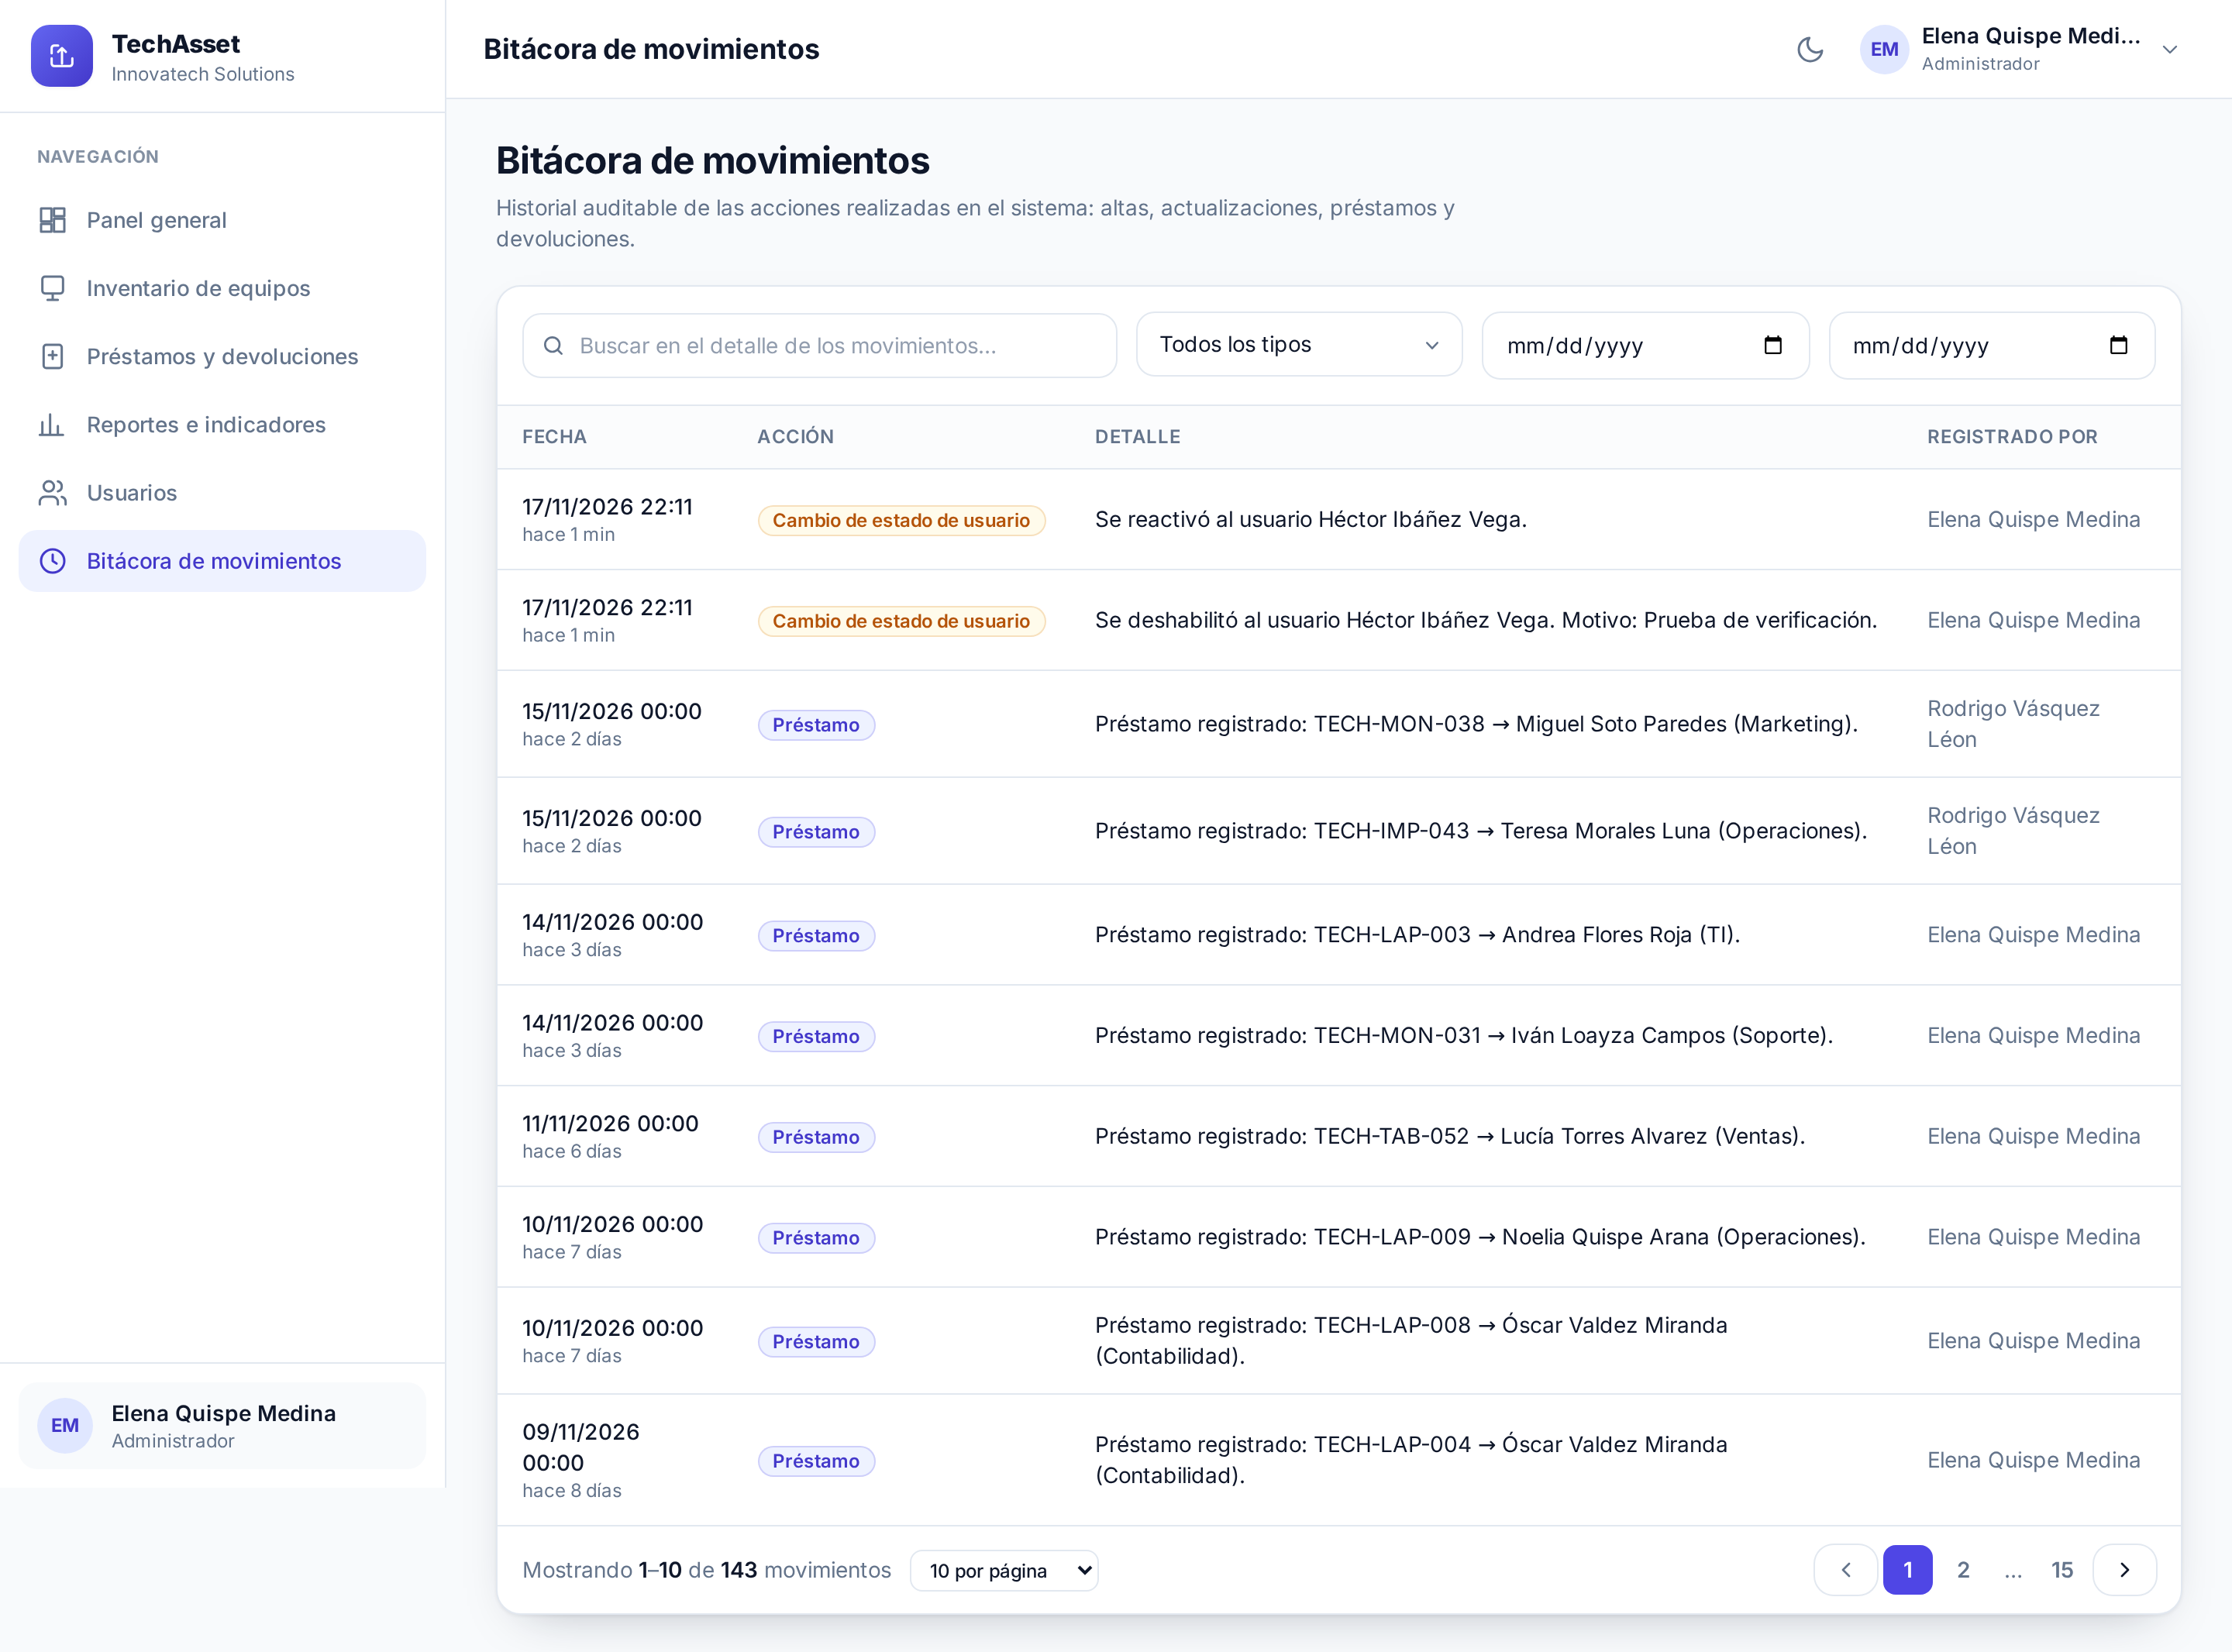 TechAsset
Innovatech Solutions
NAVEGACIÓN
Panel general
Inventario de equipos
Préstamos y devoluciones
Reportes e indicadores
Usuarios
Bitácora de movimientos
EM
Elena Quispe Medina
Administrador
Bitácora de movimientos
EM
Elena Quispe Medi...
Administrador
Bitácora de movimientos
Historial auditable de las acciones realizadas en el sistema: altas, actualizaciones, préstamos y
devoluciones.
Buscar en el detalle de los movimientos...
Todos los tipos
mm/dd/yyyy
mm/dd/yyyy
FECHA ACCIÓN DETALLE REGISTRADO POR
17/11/2026 22:11
hace 1 min
Cambio de estado de usuario
Se reactivó al usuario Héctor Ibáñez Vega.
Elena Quispe Medina
17/11/2026 22:11
hace 1 min
Cambio de estado de usuario
Se deshabilitó al usuario Héctor Ibáñez Vega. Motivo: Prueba de verificación.
Elena Quispe Medina
15/11/2026 00:00
hace 2 días
Préstamo
Préstamo registrado: TECH-MON-038 → Miguel Soto Paredes (Marketing).
Rodrigo Vásquez
Léon
15/11/2026 00:00
hace 2 días
Préstamo
Préstamo registrado: TECH-IMP-043 → Teresa Morales Luna (Operaciones).
Rodrigo Vásquez
Léon
14/11/2026 00:00
hace 3 días
Préstamo
Préstamo registrado: TECH-LAP-003 → Andrea Flores Roja (TI).
Elena Quispe Medina
14/11/2026 00:00
hace 3 días
Préstamo
Préstamo registrado: TECH-MON-031 → Iván Loayza Campos (Soporte).
Elena Quispe Medina
11/11/2026 00:00
hace 6 días
Préstamo
Préstamo registrado: TECH-TAB-052 → Lucía Torres Alvarez (Ventas).
Elena Quispe Medina
10/11/2026 00:00
hace 7 días
Préstamo
Préstamo registrado: TECH-LAP-009 → Noelia Quispe Arana (Operaciones).
Elena Quispe Medina
10/11/2026 00:00
hace 7 días
Préstamo
Préstamo registrado: TECH-LAP-008 → Óscar Valdez Miranda
(Contabilidad).
Elena Quispe Medina
09/11/2026
00:00
hace 8 días
Préstamo
Préstamo registrado: TECH-LAP-004 → Óscar Valdez Miranda
(Contabilidad).
Elena Quispe Medina
Mostrando 1–10 de 143 movimientos
10 por página
1 2 ... 15